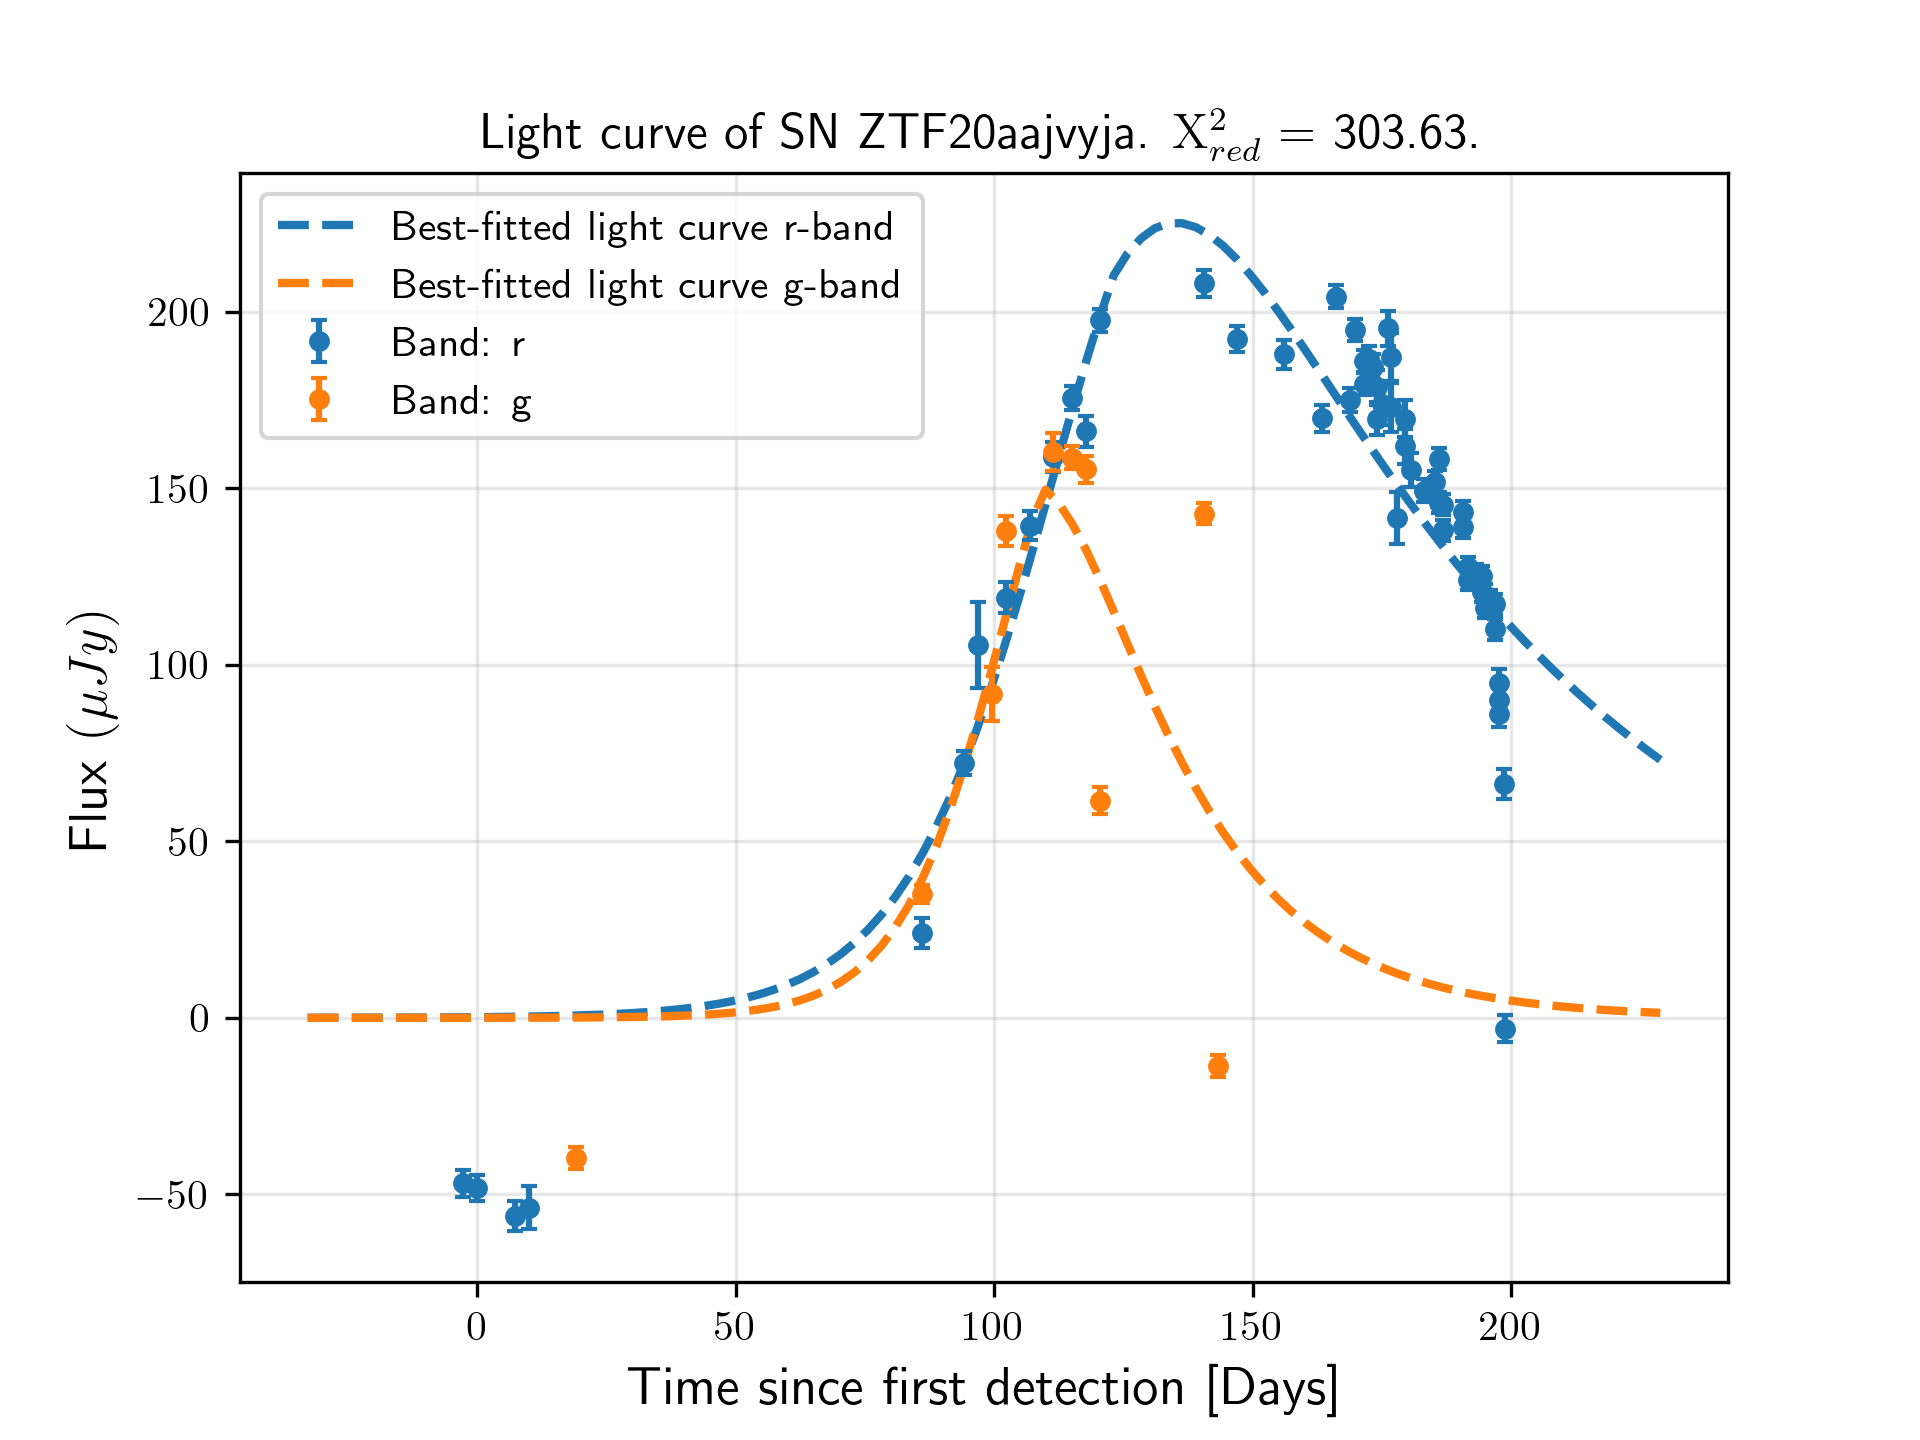 Light curve of SN ZTF20aajvyja. X²_red = 303.63.
Best-fitted light curve r-band
Best-fitted light curve g-band
Band: r
Band: g
Flux (μJy)
200
150
100
50
0
−50
0 50 100 150 200
Time since first detection [Days]